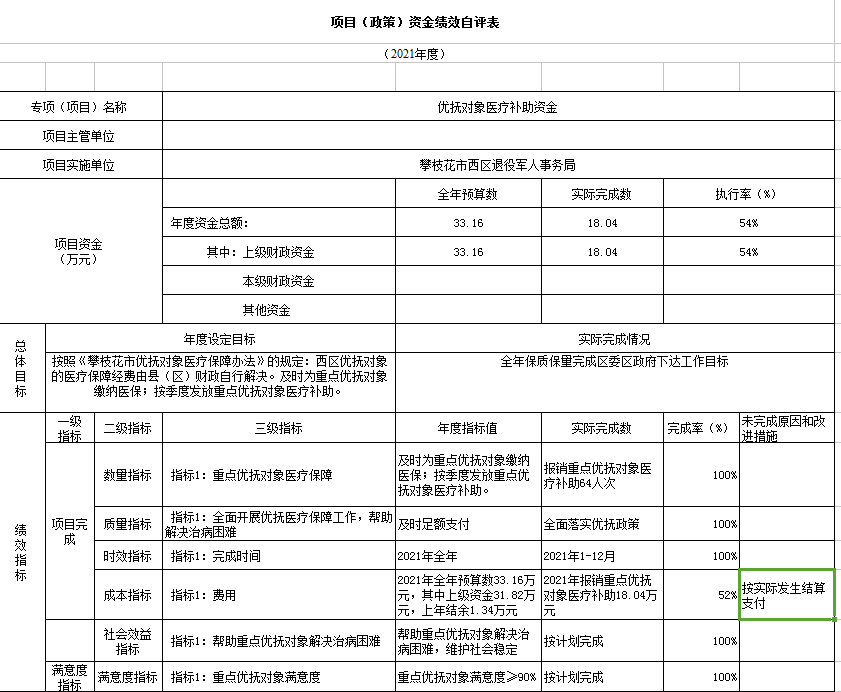 项目（政策）资金绩效自评表
（2021年度）
专项（项目）名称 优抚对象医疗补助资金
项目主管单位
项目实施单位 攀枝花市西区退役军人事务局
项目资金
（万元）
全年预算数 实际完成数 执行率（%）
年度资金总额： 33.16 18.04 54%
其中：上级财政资金 33.16 18.04 54%
本级财政资金
其他资金
总体目标
年度设定目标 实际完成情况
按照《攀枝花市优抚对象医疗保障办法》的规定：西区优抚对象
的医疗保障经费由县（区）财政自行解决。及时为重点优抚对象
缴纳医保；按季度发放重点优抚对象医疗补助。
全年保质保量完成区委区政府下达工作目标
绩效指标
一级
指标
二级指标 三级指标 年度指标值 实际完成数 完成率（%）
未完成原因和改
进措施
项目完
成
数量指标 指标1：重点优抚对象医疗保障
及时为重点优抚对象缴纳
医保；按季度发放重点优
抚对象医疗补助。
报销重点优抚对象医
疗补助64人次
100%
质量指标
指标1：全面开展优抚医疗保障工作，帮助
解决治病困难
及时足额支付 全面落实优抚政策 100%
时效指标 指标1：完成时间 2021年全年 2021年1-12月 100%
成本指标 指标1：费用
2021年全年预算数33.16万
元，其中上级资金31.82万
元，上年结余1.34万元
2021年报销重点优抚
对象医疗补助18.04万
元
52%
按实际发生结算
支付
社会效益
指标
指标1：帮助重点优抚对象解决治病困难
帮助重点优抚对象解决治
病困难，维护社会稳定
按计划完成 100%
满意度
指标
满意度指标 指标1：重点优抚对象满意度 重点优抚对象满意度≥90% 按计划完成 100%